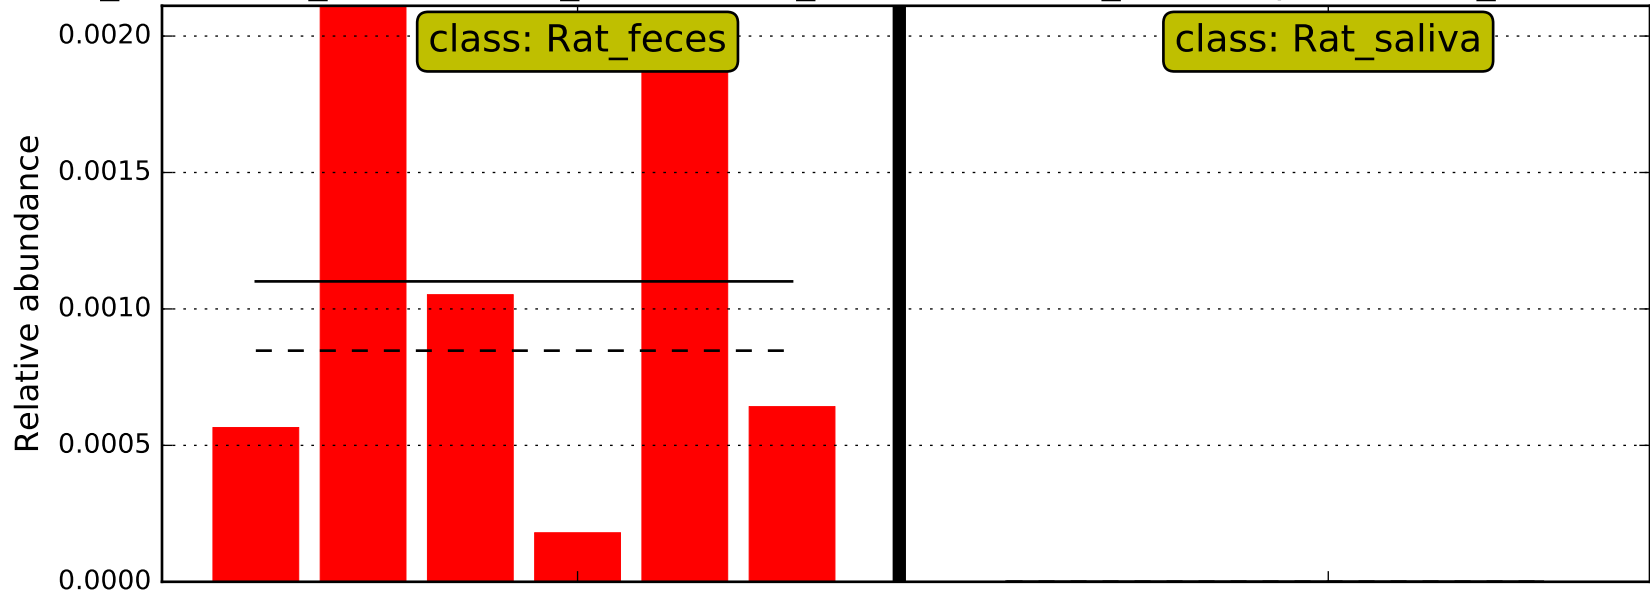 class: Rat_feces
class: Rat_saliva
Relative abundance
0.0020
0.0015
0.0010
0.0005
0.0000